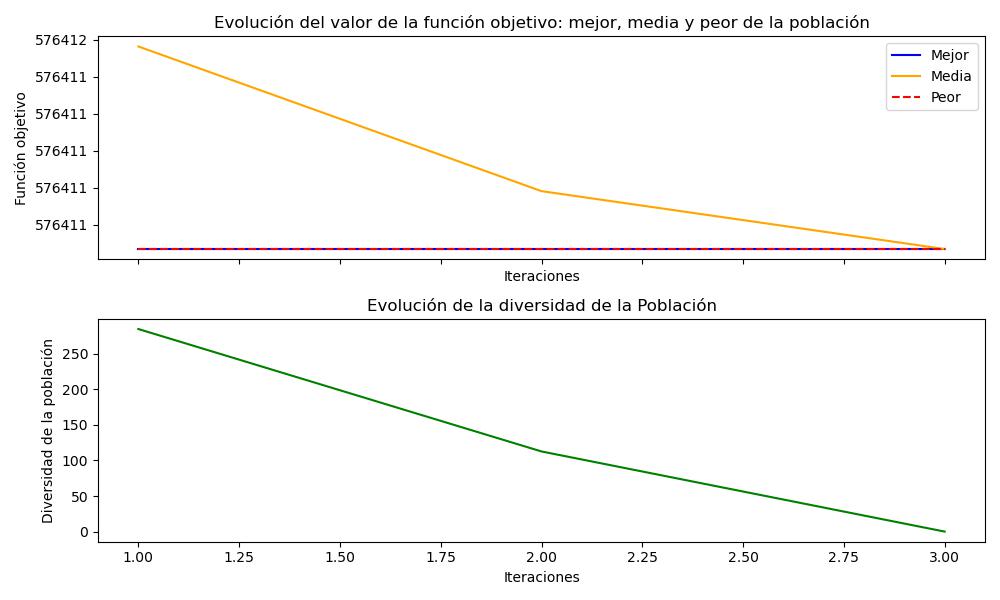 Evolución del valor de la función objetivo: mejor, media y peor de la población
576412
576411
576411
576411
576411
576411
Función objetivo
Mejor
Media
Peor
Iteraciones
Evolución de la diversidad de la Población
250
200
150
100
50
0
Diversidad de la población
1.00 1.25 1.50 1.75 2.00 2.25 2.50 2.75 3.00
Iteraciones